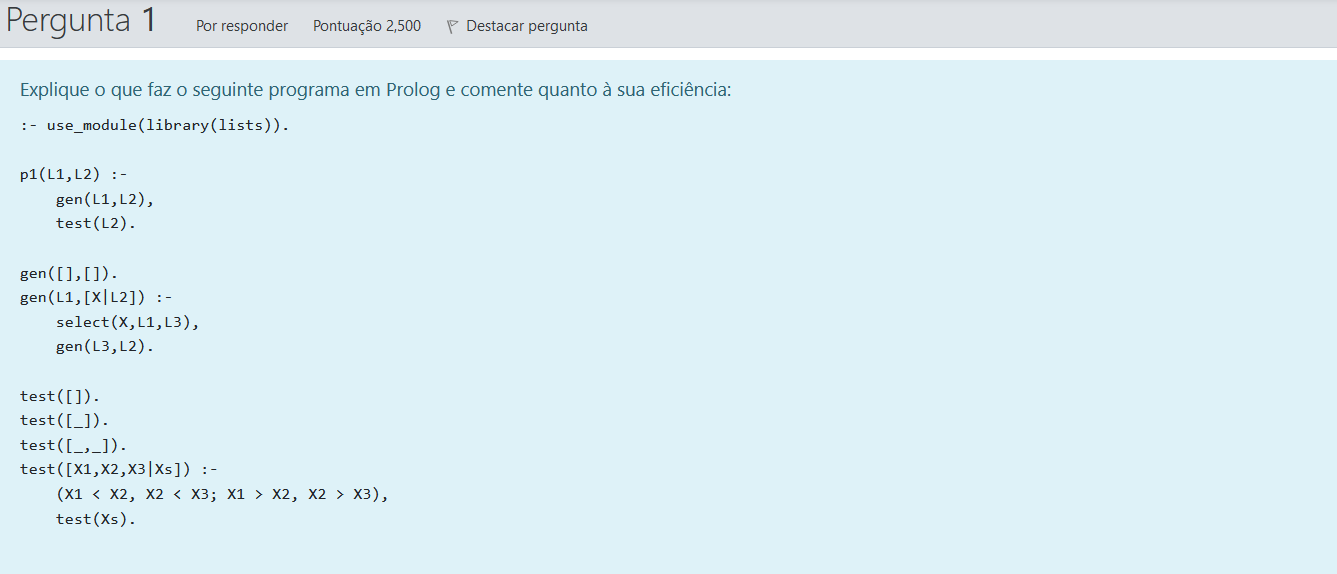 Pergunta 1 Por responder Pontuação 2,500 Destacar pergunta
Explique o que faz o seguinte programa em Prolog e comente quanto à sua eficiência:
:- use_module(library(lists)).
p1(L1,L2) :-
    gen(L1,L2),
    test(L2).
gen([],[]).
gen(L1,[X|L2]) :-
    select(X,L1,L3),
    gen(L3,L2).
test([]).
test([_]).
test([_,_]).
test([X1,X2,X3|Xs]) :-
    (X1 < X2, X2 < X3; X1 > X2, X2 > X3),
    test(Xs).